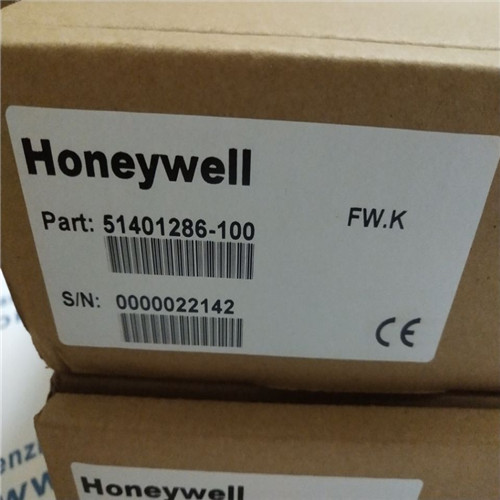 Honeywell
Part: 51401286-100
FW.K
S/N: 0000022142
CE
Honeywell